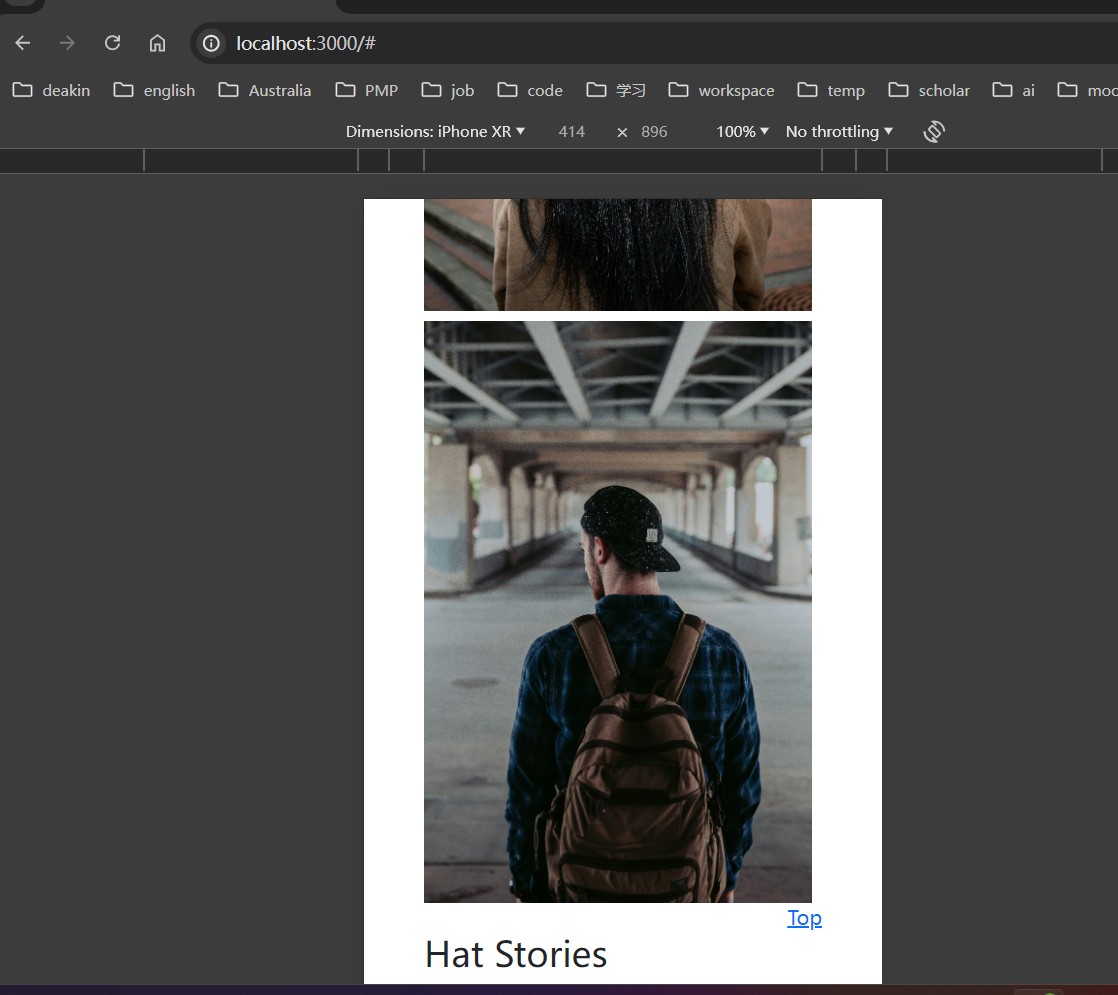 localhost:3000/#
deakin english Australia PMP job code 学习 workspace temp scholar ai
Dimensions: iPhone XR 414 × 896 100% No throttling
Top
Hat Stories